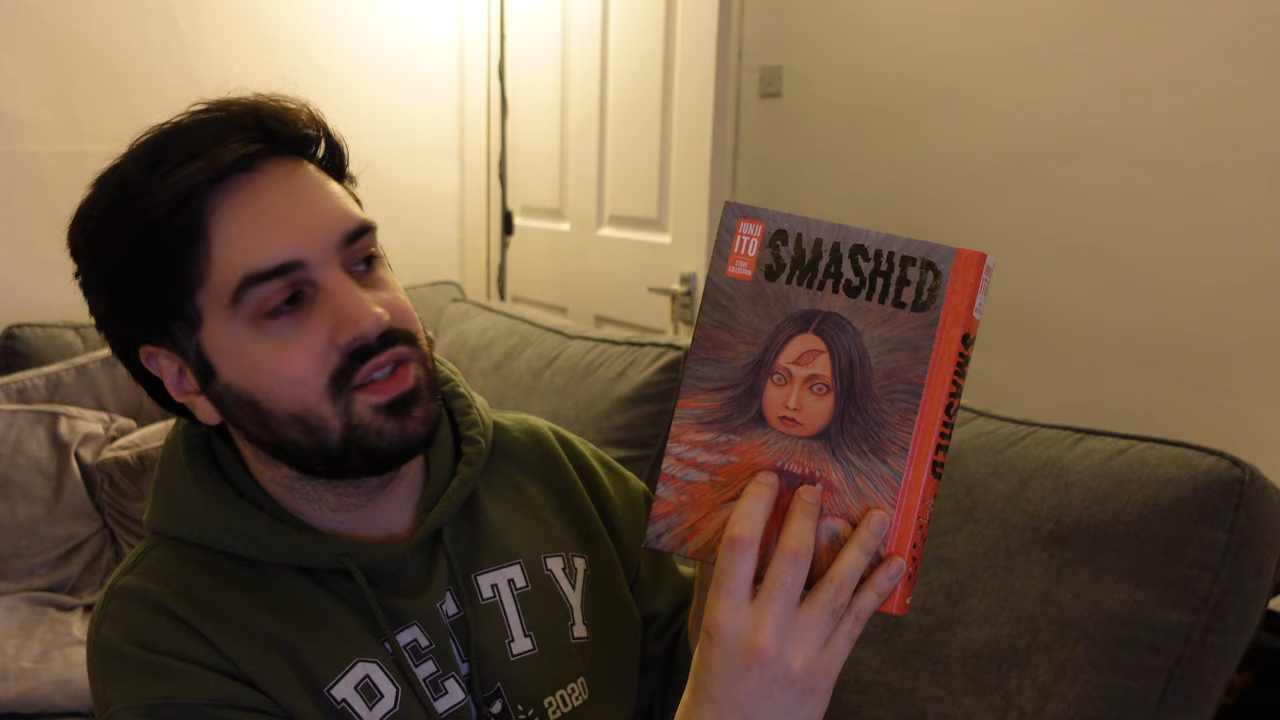 JUNJI
ITO
STORY
COLLECTION
SMASHED
SMASHED
2020